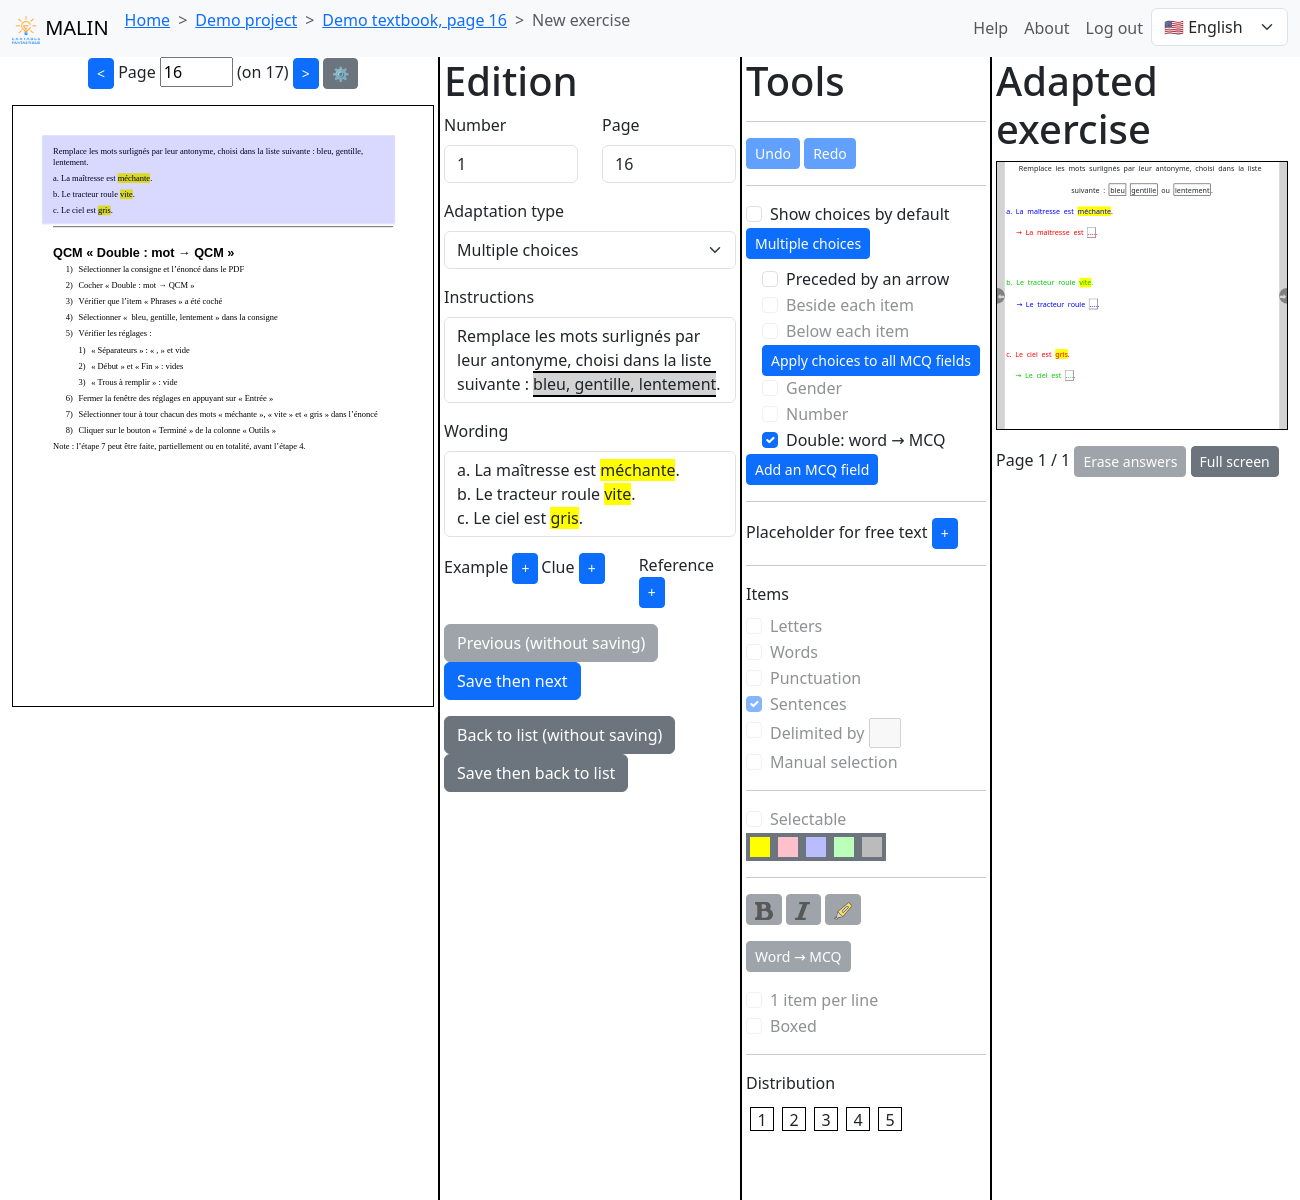 MALIN
Home > Demo project > Demo textbook, page 16 > New exercise
Help About Log out 🇺🇸 English
< Page 16 (on 17) > ⚙️
Remplace les mots surlignés par leur antonyme, choisi dans la liste suivante : bleu, gentille,
lentement.
a. La maîtresse est méchante.
b. Le tracteur roule vite.
c. Le ciel est gris.
QCM « Double : mot → QCM »
1) Sélectionner la consigne et l'énoncé dans le PDF
2) Cocher « Double : mot → QCM »
3) Vérifier que l'item « Phrases » a été coché
4) Sélectionner « bleu, gentille, lentement » dans la consigne
5) Vérifier les réglages :
1) « Séparateurs » : « , » et vide
2) « Début » et « Fin » : vides
3) « Trous à remplir » : vide
6) Fermer la fenêtre des réglages en appuyant sur « Entrée »
7) Sélectionner tour à tour chacun des mots « méchante », « vite » et « gris » dans l'énoncé
8) Cliquer sur le bouton « Terminé » de la colonne « Outils »
Note : l'étape 7 peut être faite, partiellement ou en totalité, avant l'étape 4.
Edition
Number Page
1 16
Adaptation type
Multiple choices
Instructions
Remplace les mots surlignés par
leur antonyme, choisi dans la liste
suivante : bleu, gentille, lentement.
Wording
a. La maîtresse est méchante.
b. Le tracteur roule vite.
c. Le ciel est gris.
Example + Clue + Reference
+
Previous (without saving)
Save then next
Back to list (without saving)
Save then back to list
Tools
Undo Redo
Show choices by default
Multiple choices
Preceded by an arrow
Beside each item
Below each item
Apply choices to all MCQ fields
Gender
Number
Double: word → MCQ
Add an MCQ field
Placeholder for free text +
Items
Letters
Words
Punctuation
Sentences
Delimited by
Manual selection
Selectable
B I
Word → MCQ
1 item per line
Boxed
Distribution
1 2 3 4 5
Adapted
exercise
Remplace les mots surlignés par leur antonyme, choisi dans la liste
suivante : bleu gentille ou lentement.
a. La maîtresse est méchante.
→ La maîtresse est ....
b. Le tracteur roule vite.
→ Le tracteur roule ....
c. Le ciel est gris.
→ Le ciel est ....
Page 1 / 1 Erase answers Full screen